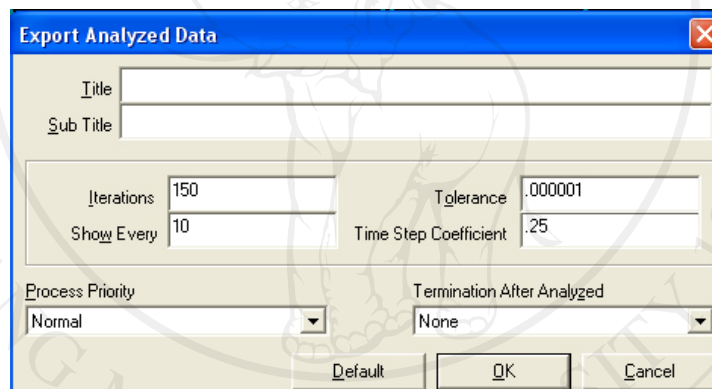 Export Analyzed Data
Title
Sub Title
Iterations 150 Tolerance .000001
Show Every 10 Time Step Coefficient .25
Process Priority Termination After Analyzed
Normal None
Default OK Cancel